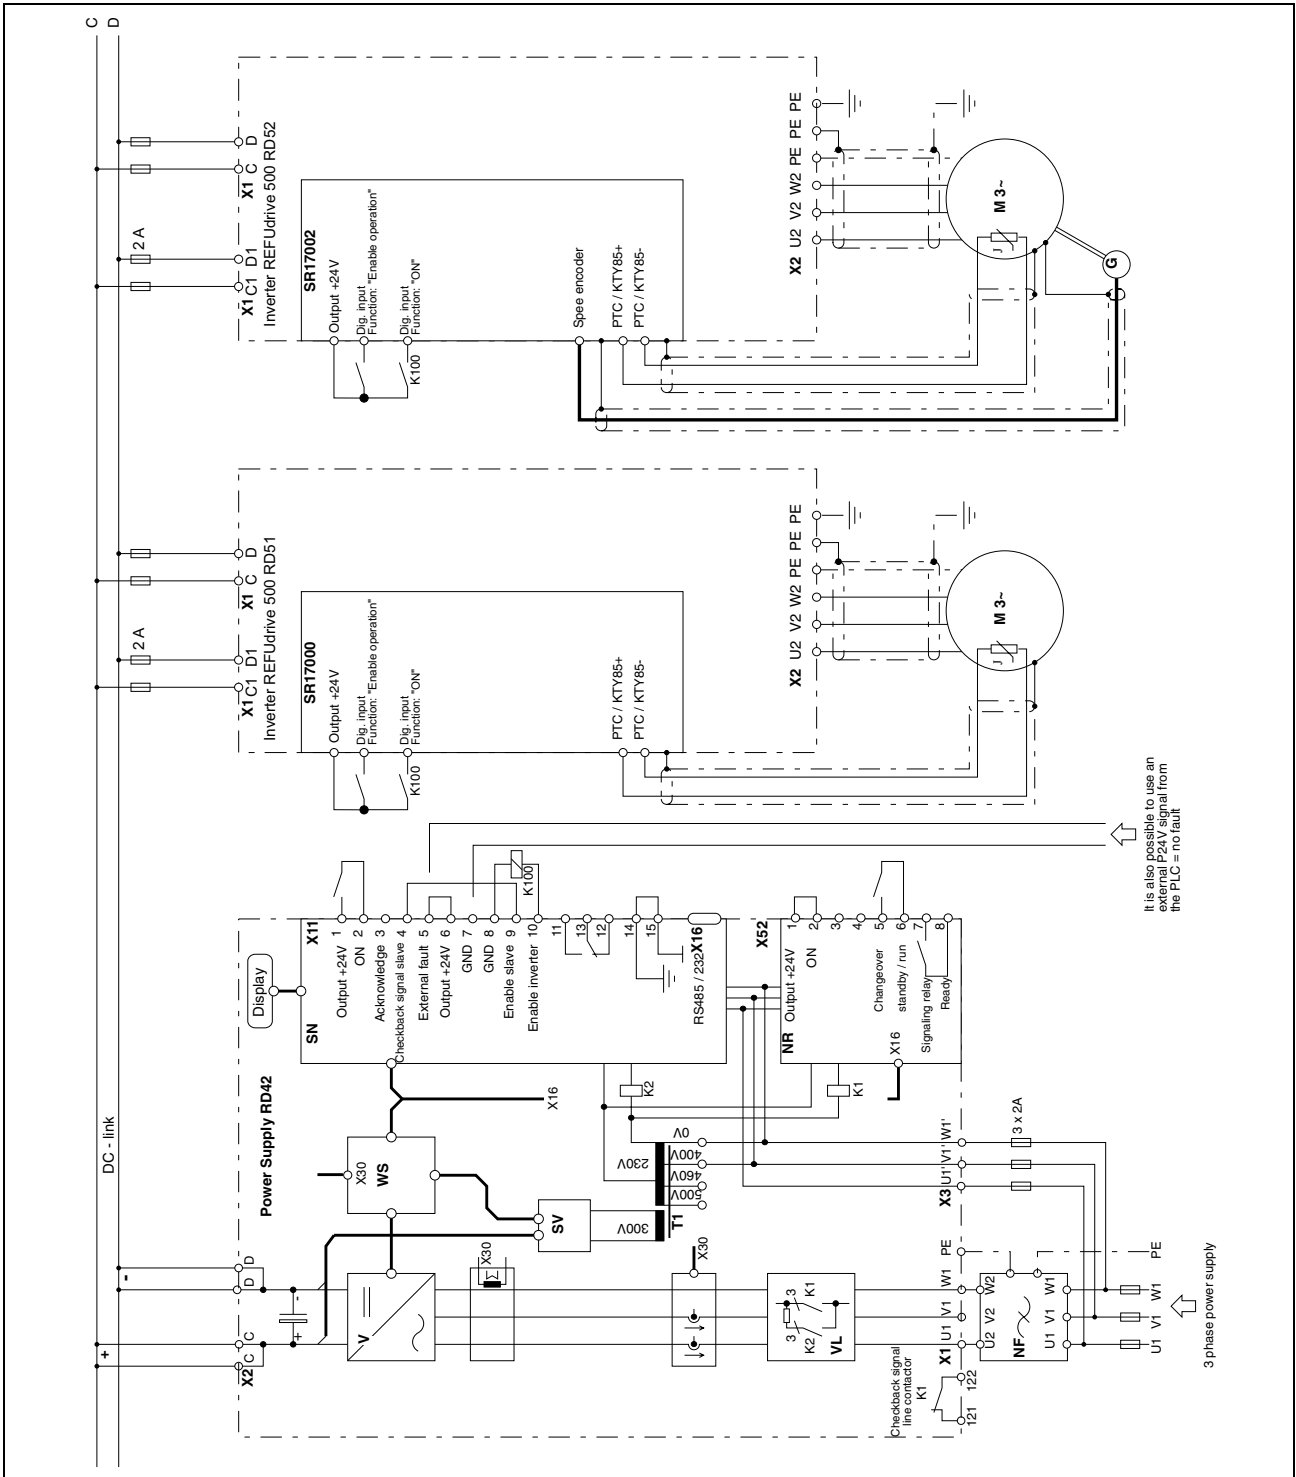 C
D
DC - link
+
-
X2
C
C
D
D
Power Supply RD42
Display
SN
X11
Output +24V 1
ON 2
Acknowledge 3
Checkback signal slave 4
External fault 5
Output +24V 6
GND 7
GND 8
Enable slave 9
Enable inverter 10
11
13
12
14
15
RS485 / 232
X16
K100
X52
NR
Output +24V 1
ON 2
3
4
Changeover 5
standby / run 6
Signaling relay 7
8
Ready
X16
K2
K1
X16
X30
WS
SV
V
+
-
X30
Σ
X30
300V
T1
230V
0V
400V
460V
500V
K2
3
3
K1
VL
Checkback signal
line contactor
K1
121
122
X1
U1
V1
W1
PE
X3
U1'
V1'
W1'
3 x 2A
U2
V2
W2
NF
U1
V1
W1
U1
V1
W1
PE
3 phase power supply
It is also possible to use an
external P24V signal from
the PLC = no fault
2 A
X1
C1
D1
X1
C
D
Inverter REFUdrive 500 RD51
SR17000
Output +24V
Dig. input
Function: "Enable operation"
Dig. input
Function: "ON"
K100
PTC / KTY85+
PTC / KTY85-
X2
U2
V2
W2
PE
PE
PE
M 3~
J
2 A
X1
C1
D1
X1
C
D
Inverter REFUdrive 500 RD52
SR17002
Output +24V
Dig. input
Function: "Enable operation"
Dig. input
Function: "ON"
K100
Spee encoder
PTC / KTY85+
PTC / KTY85-
X2
U2
V2
W2
PE
PE
PE
M 3~
J
G